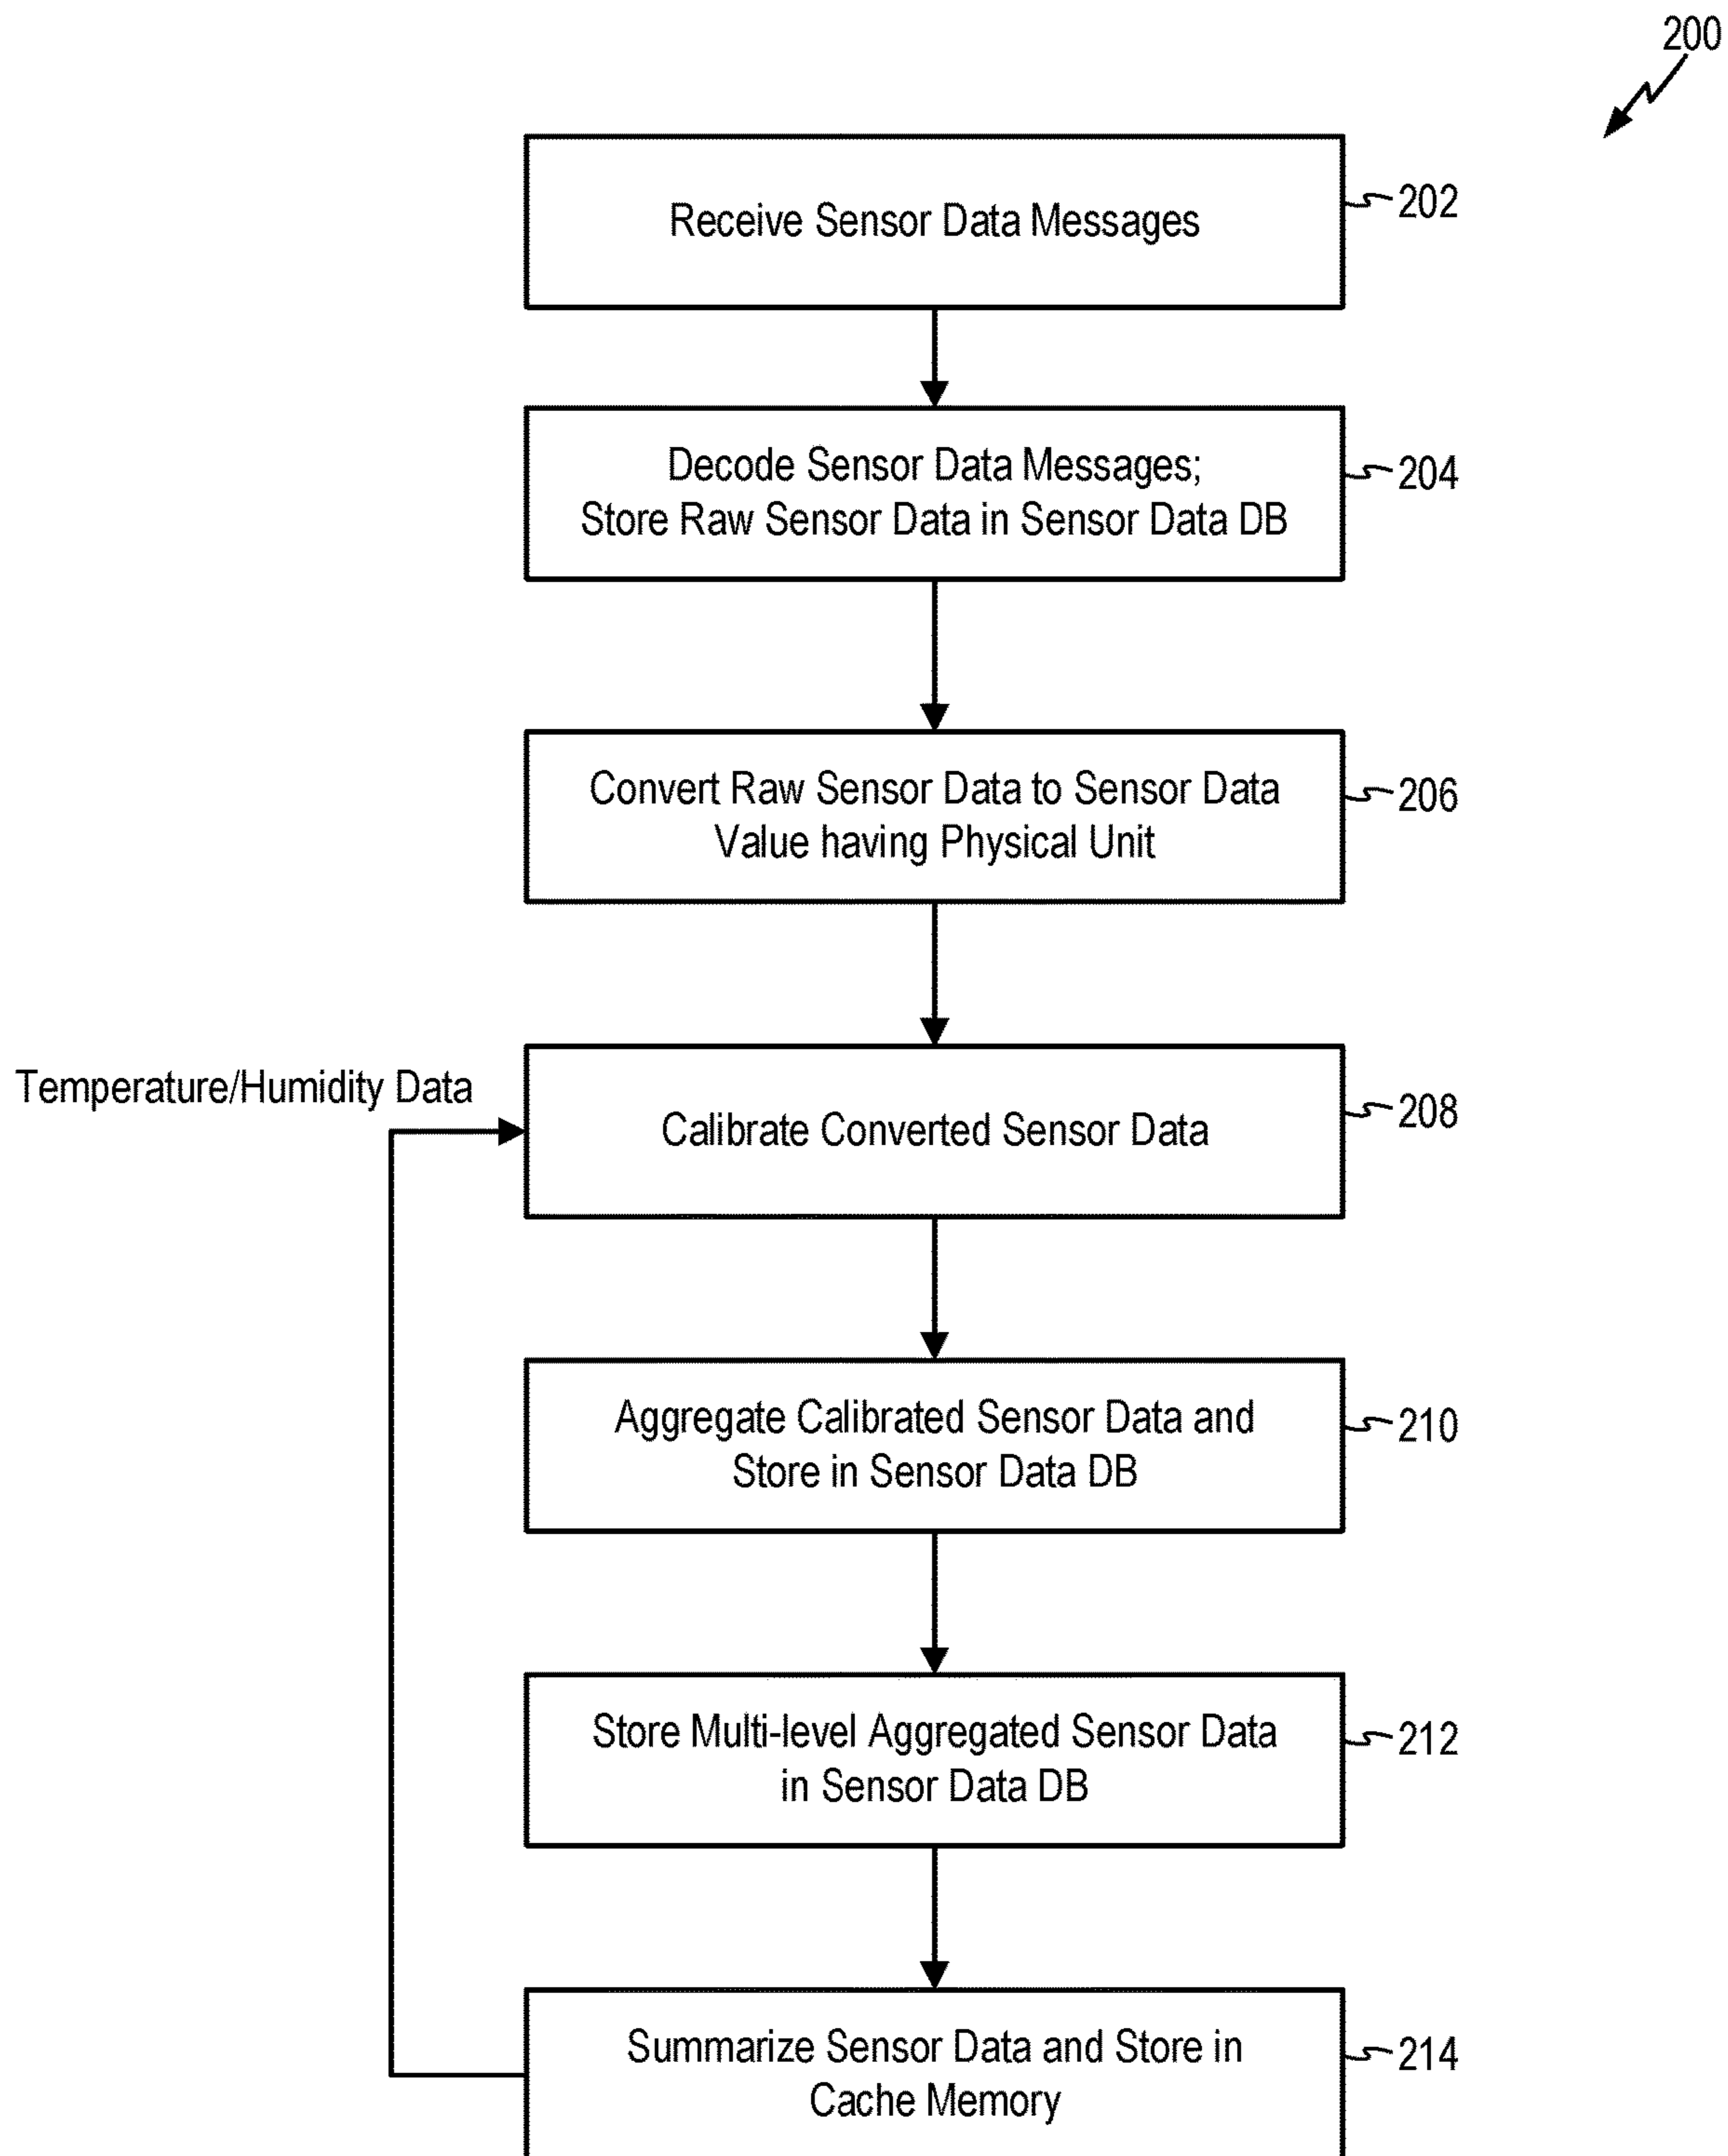 200
Receive Sensor Data Messages
202
Decode Sensor Data Messages;
Store Raw Sensor Data in Sensor Data DB
204
Convert Raw Sensor Data to Sensor Data
Value having Physical Unit
206
Temperature/Humidity Data
Calibrate Converted Sensor Data
208
Aggregate Calibrated Sensor Data and
Store in Sensor Data DB
210
Store Multi-level Aggregated Sensor Data
in Sensor Data DB
212
Summarize Sensor Data and Store in
Cache Memory
214